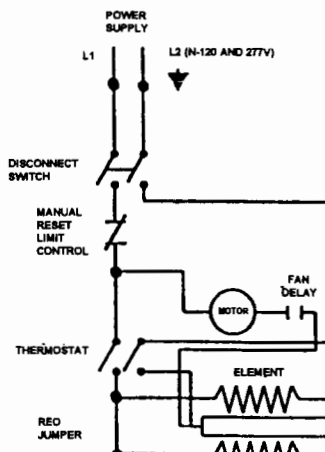 POWER
SUPPLY
L1
L2 (N-120 AND 277V)
DISCONNECT
SWITCH
MANUAL
RESET
LIMIT
CONTROL
FAN
DELAY
MOTOR
THERMOSTAT
ELEMENT
REO
JUMPER